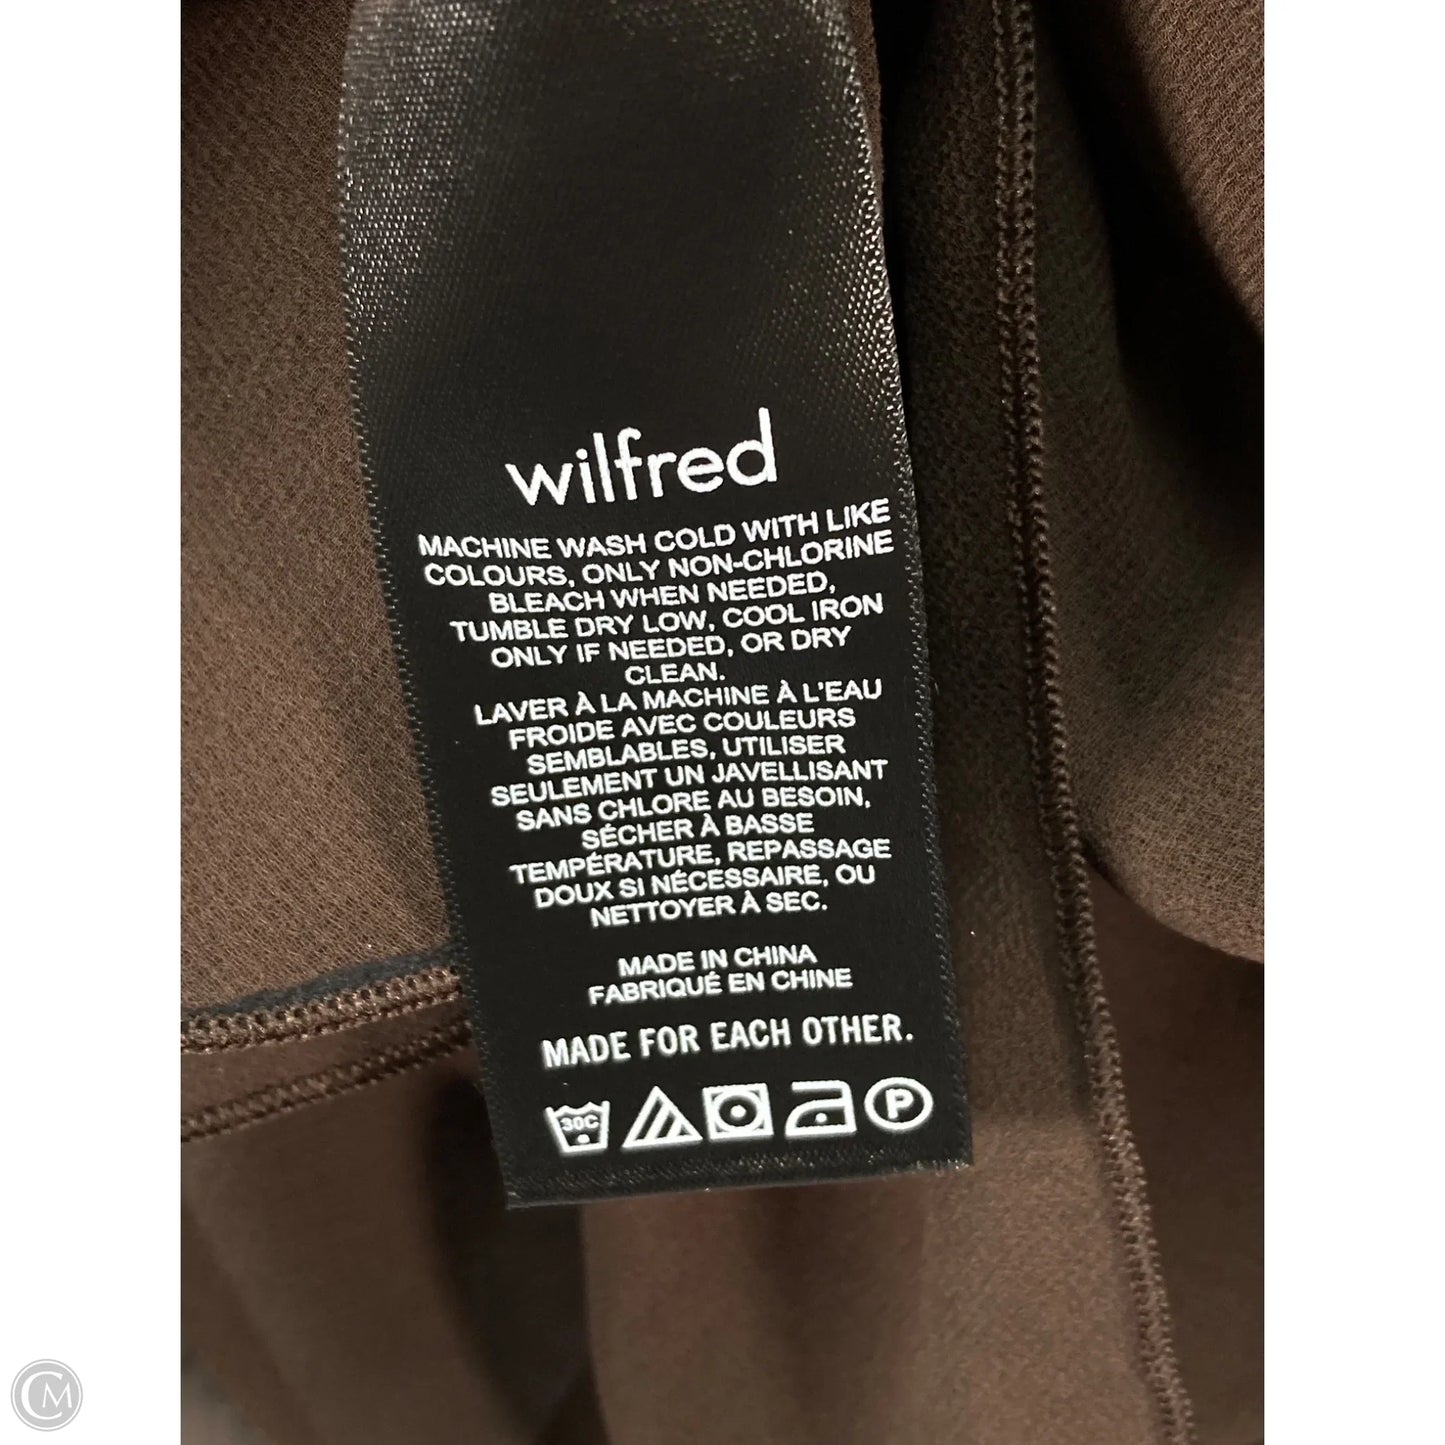 wilfred
MACHINE WASH COLD WITH LIKE
COLOURS, ONLY NON-CHLORINE
BLEACH WHEN NEEDED,
TUMBLE DRY LOW, COOL IRON
ONLY IF NEEDED, OR DRY
CLEAN.
LAVER À LA MACHINE À L'EAU
FROIDE AVEC COULEURS
SEMBLABLES, UTILISER
SEULEMENT UN JAVELLISANT
SANS CHLORE AU BESOIN,
SÉCHER À BASSE
TEMPÉRATURE, REPASSAGE
DOUX SI NÉCESSAIRE, OU
NETTOYER À SEC.
MADE IN CHINA
FABRIQUÉ EN CHINE
MADE FOR EACH OTHER.
30C P
CM